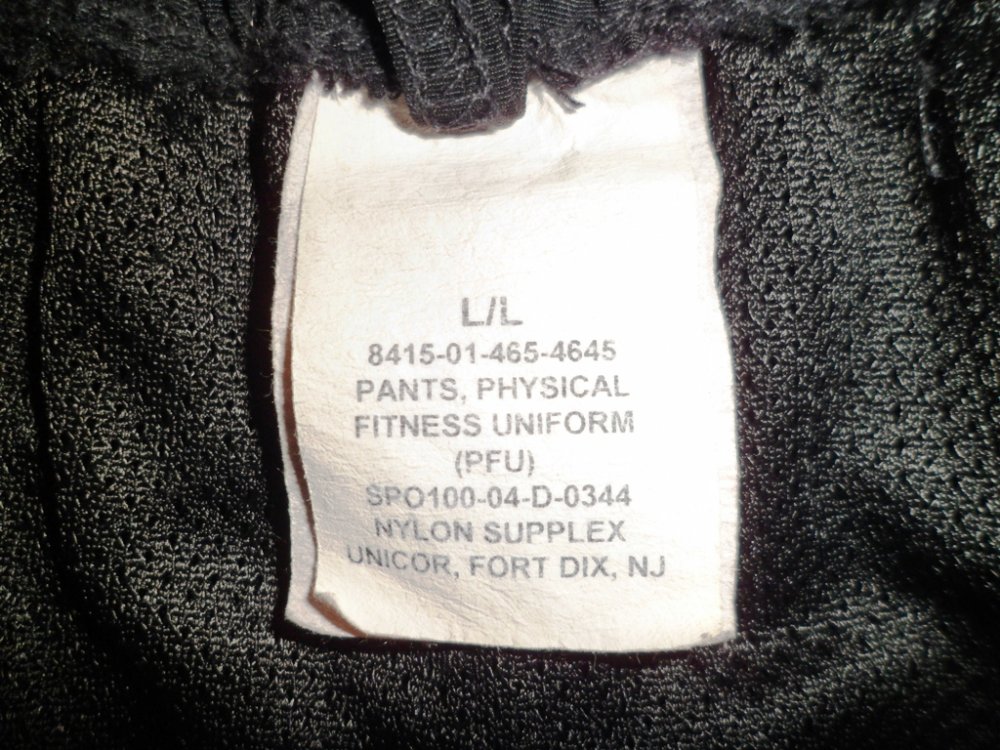 L/L
8415-01-465-4645
PANTS, PHYSICAL
FITNESS UNIFORM
(PFU)
SPO100-04-D-0344
NYLON SUPPLEX
UNICOR, FORT DIX, NJ